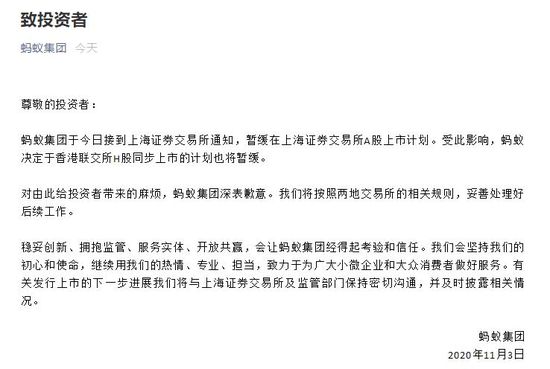 致投资者
蚂蚁集团 今天
尊敬的投资者：
蚂蚁集团于今日接到上海证券交易所通知，暂缓在上海证券交易所A股上市计划。受此影响，蚂蚁
决定于香港联交所H股同步上市的计划也将暂缓。
对由此给投资者带来的麻烦，蚂蚁集团深表歉意。我们将按照两地交易所的相关规则，妥善处理好
后续工作。
稳妥创新、拥抱监管、服务实体、开放共赢，会让蚂蚁集团经得起考验和信任。我们会坚持我们的
初心和使命，继续用我们的热情、专业、担当，致力于为广大小微企业和大众消费者做好服务。有
关发行上市的下一步进展我们将与上海证券交易所及监管部门保持密切沟通，并及时披露相关情
况。
蚂蚁集团
2020年11月3日